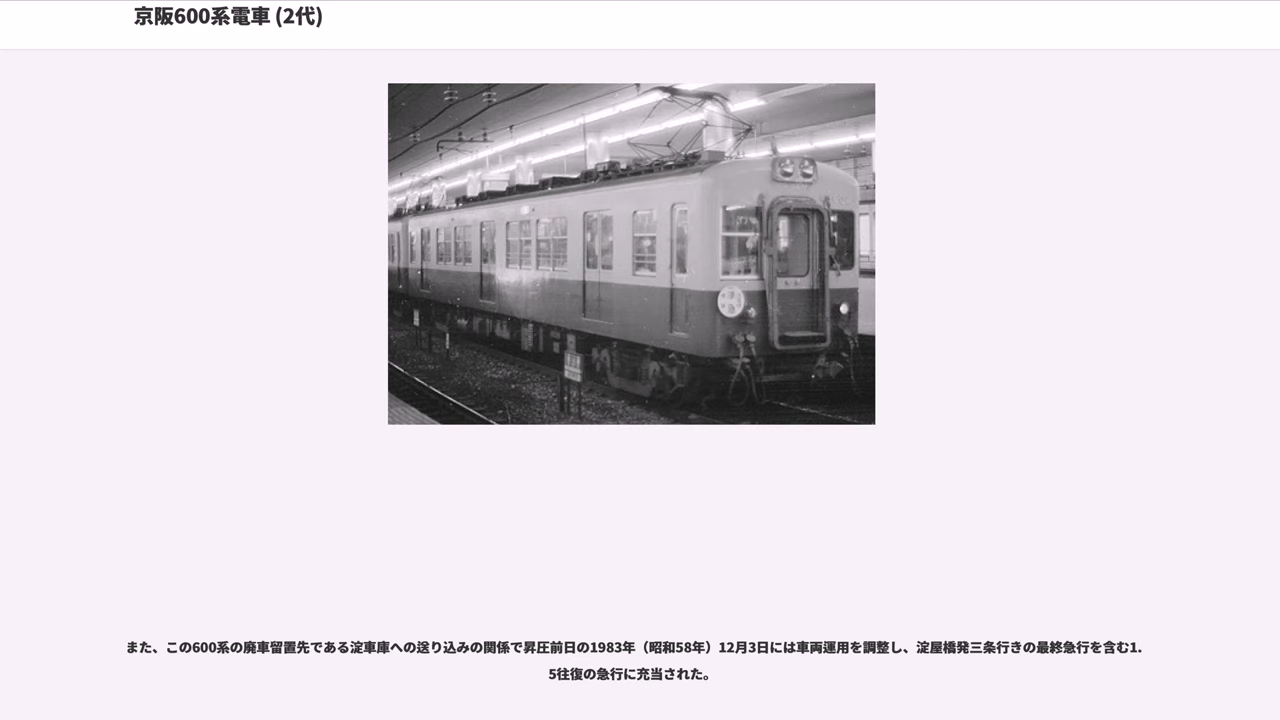 京阪600系電車 (2代)
また、この600系の廃車留置先である淀車庫への送り込みの関係で昇圧前日の1983年（昭和58年）12月3日には車両運用を調整し、淀屋橋発三条行きの最終急行を含む1.
5往復の急行に充当された。